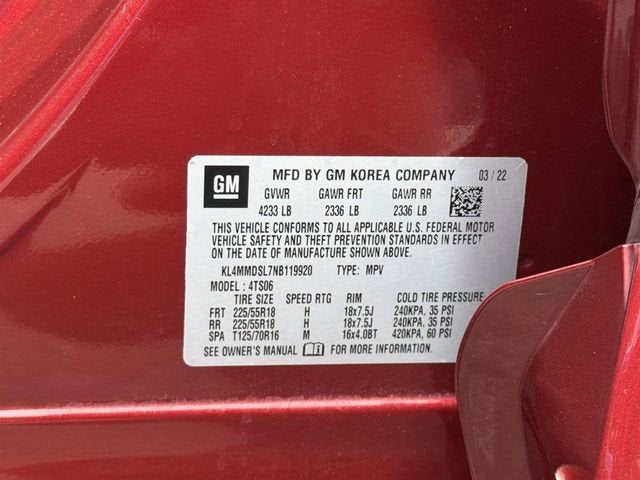 GM MFD BY GM KOREA COMPANY 03 / 22
GVWR GAWR FRT GAWR RR
4233 LB 2336 LB 2336 LB
THIS VEHICLE CONFORMS TO ALL APPLICABLE U.S. FEDERAL MOTOR
VEHICLE SAFETY AND THEFT PREVENTION STANDARDS IN EFFECT
ON THE DATE OF MANUFACTURE SHOWN ABOVE.
KL4MMDSL7NB119920 TYPE: MPV
MODEL : 4TS06
TIRE SIZE SPEED RTG RIM COLD TIRE PRESSURE
FRT 225/55R18 H 18x7.5J 240KPA, 35 PSI
RR 225/55R18 H 18x7.5J 240KPA, 35 PSI
SPA T125/70R16 M 16x4.0BT 420KPA, 60 PSI
SEE OWNER'S MANUAL FOR MORE INFORMATION.